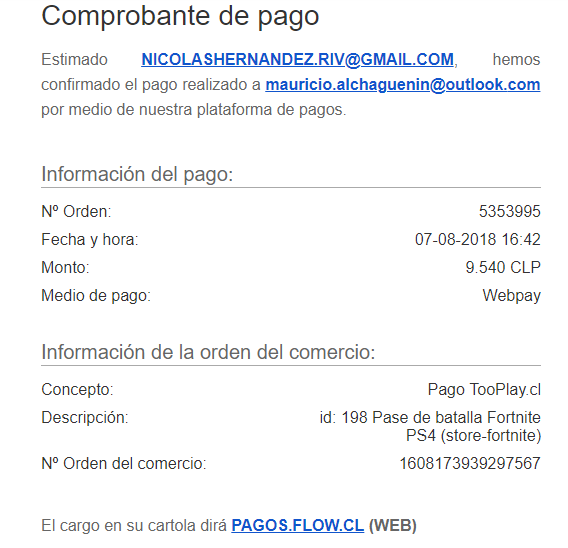 Comprobante de pago
Estimado NICOLASHERNANDEZ.RIV@GMAIL.COM, hemos
confirmado el pago realizado a mauricio.alchaguenin@outlook.com
por medio de nuestra plataforma de pagos.
Información del pago:
Nº Orden: 5353995
Fecha y hora: 07-08-2018 16:42
Monto: 9.540 CLP
Medio de pago: Webpay
Información de la orden del comercio:
Concepto: Pago TooPlay.cl
Descripción: id: 198 Pase de batalla Fortnite
PS4 (store-fortnite)
Nº Orden del comercio: 1608173939297567
El cargo en su cartola dirá PAGOS.FLOW.CL (WEB)